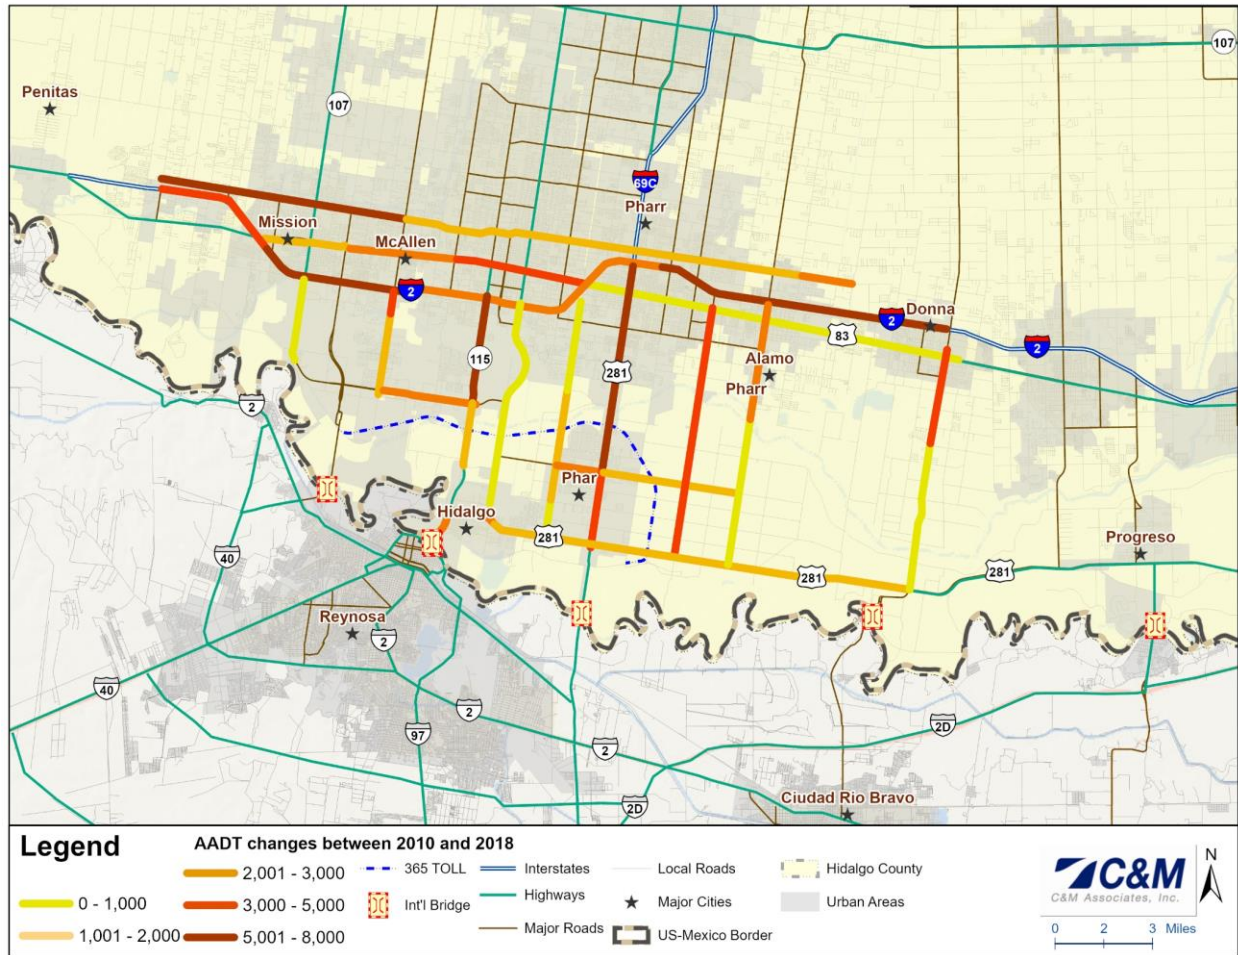 107
Penitas
107
69C
Pharr
Mission
McAllen
2
Donna
2
83
2
115
281
Alamo
Pharr
2
Phar
Hidalgo
281
Progreso
40
281
281
Reynosa
2
40
2
97
2D
2
Ciudad Rio Bravo
2D
Legend
AADT changes between 2010 and 2018
0 - 1,000
1,001 - 2,000
2,001 - 3,000
3,000 - 5,000
5,001 - 8,000
365 TOLL
Int'l Bridge
Interstates
Highways
Major Roads
Local Roads
Major Cities
US-Mexico Border
Hidalgo County
Urban Areas
C&M
C&M Associates, Inc.
N
0 2 3 Miles